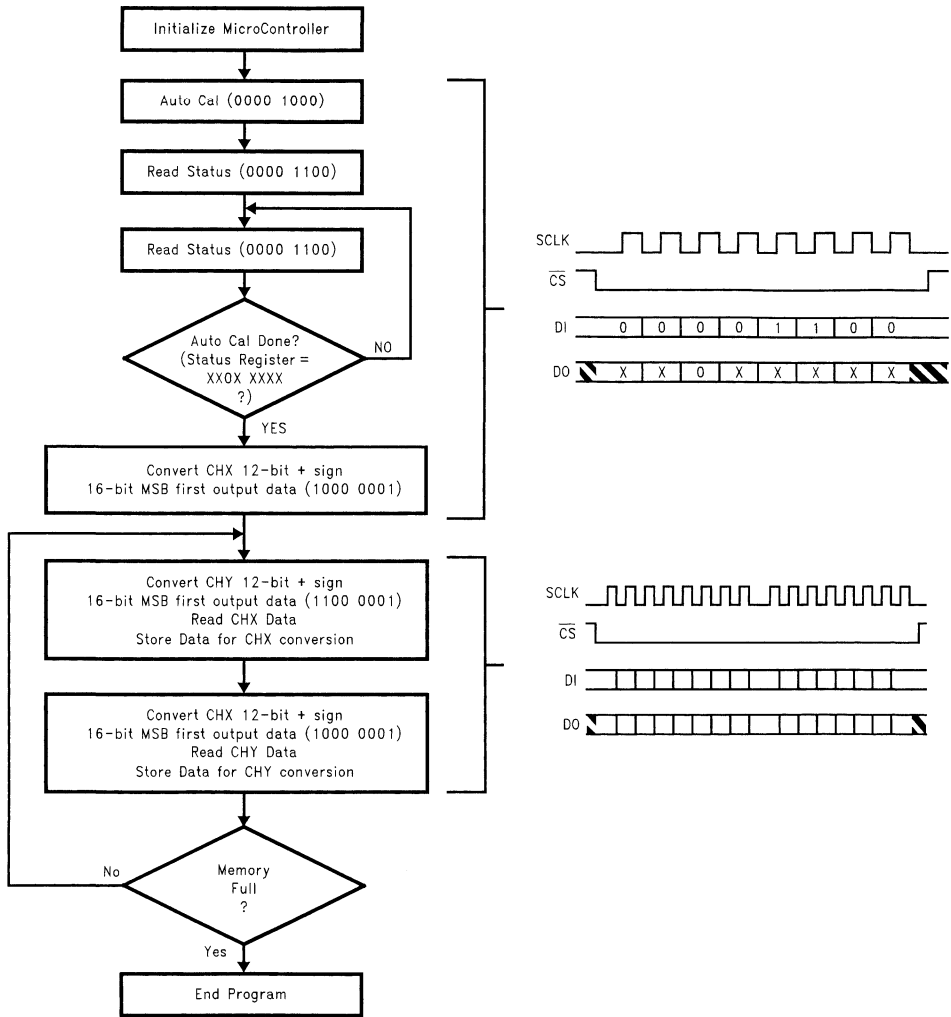 Initialize MicroController
Auto Cal (0000 1000)
Read Status (0000 1100)
Read Status (0000 1100)
Auto Cal Done?
(Status Register =
XX0X XXXX
?)
NO
YES
Convert CHX 12-bit + sign
16-bit MSB first output data (1000 0001)
Convert CHY 12-bit + sign
16-bit MSB first output data (1100 0001)
Read CHX Data
Store Data for CHX conversion
Convert CHX 12-bit + sign
16-bit MSB first output data (1000 0001)
Read CHY Data
Store Data for CHY conversion
No
Memory
Full
?
Yes
End Program
SCLK
CS
DI 0 0 0 0 1 1 0 0
DO X X 0 X X X X X
SCLK
CS
DI
DO